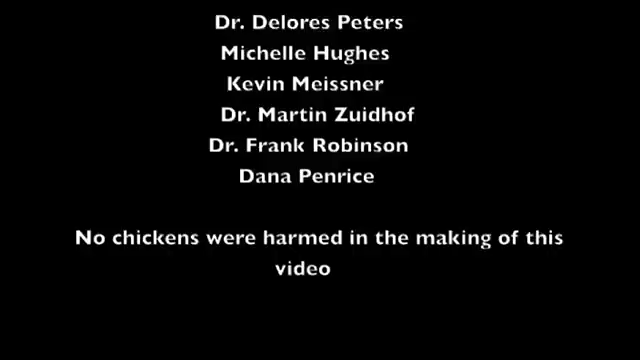 Dr. Delores Peters
Michelle Hughes
Kevin Meissner
Dr. Martin Zuidhof
Dr. Frank Robinson
Dana Penrice
No chickens were harmed in the making of this
video